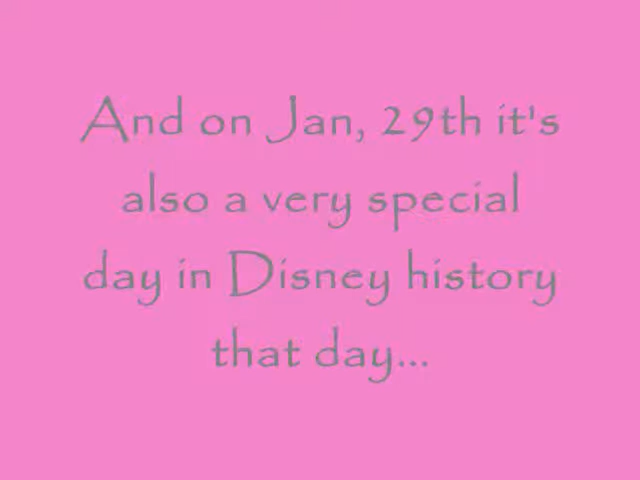 And on Jan, 29th it's
also a very special
day in Disney history
that day...